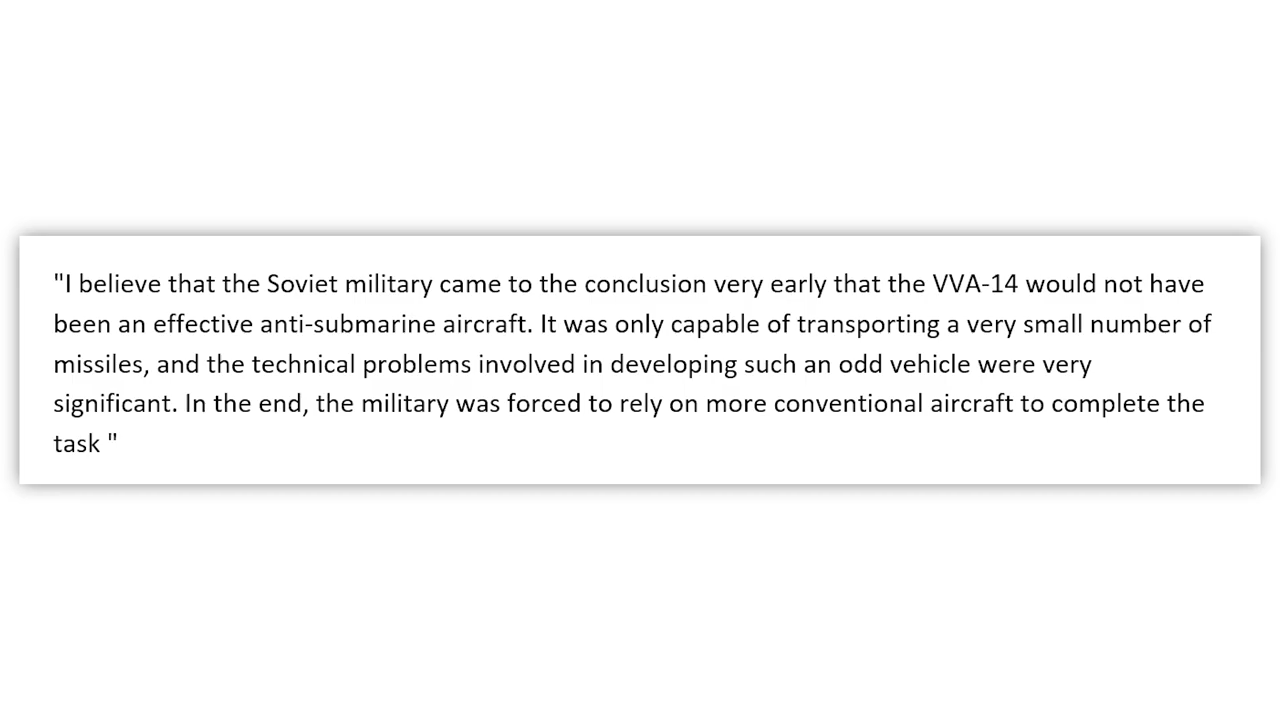 "I believe that the Soviet military came to the conclusion very early that the VVA-14 would not have
been an effective anti-submarine aircraft. It was only capable of transporting a very small number of
missiles, and the technical problems involved in developing such an odd vehicle were very
significant. In the end, the military was forced to rely on more conventional aircraft to complete the
task "